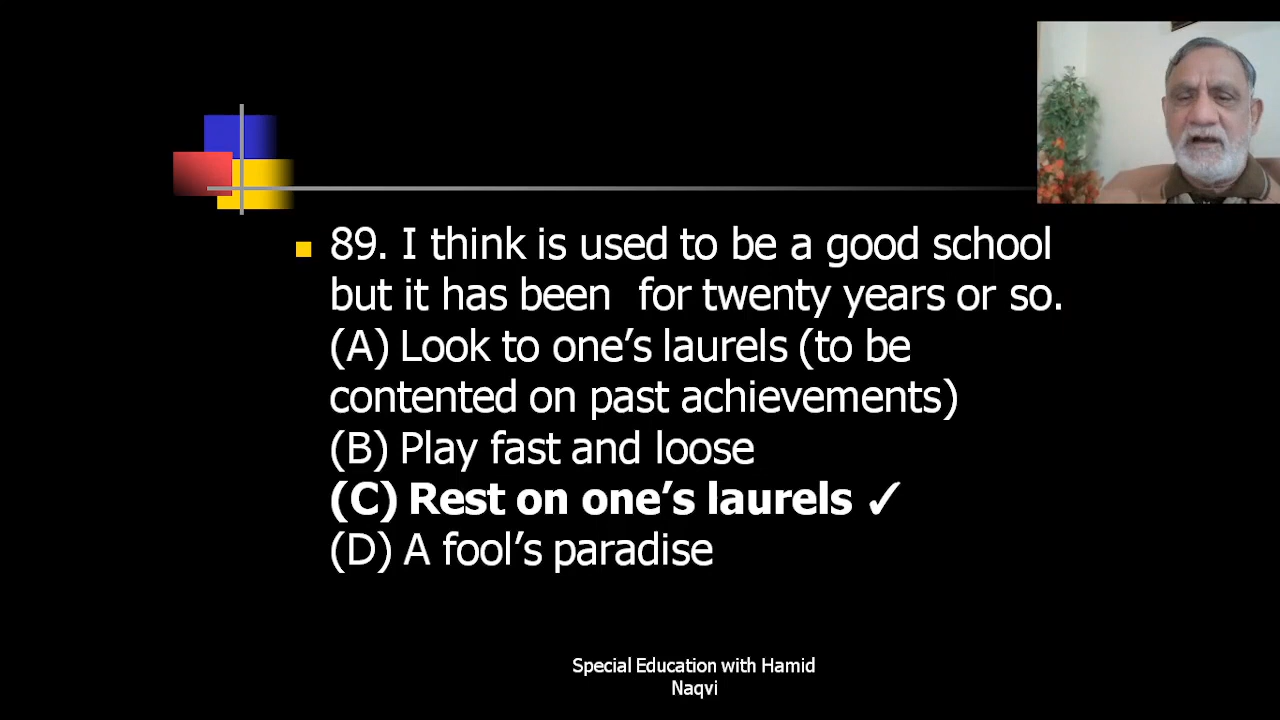 89. I think is used to be a good school
but it has been  for twenty years or so.
(A) Look to one’s laurels (to be
contented on past achievements)
(B) Play fast and loose
(C) Rest on one’s laurels ✓
(D) A fool’s paradise
Special Education with Hamid
Naqvi